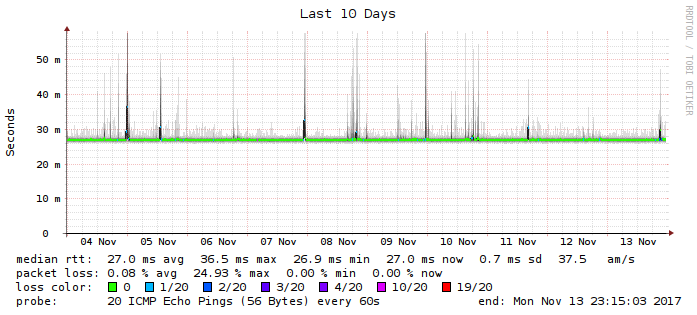 Last 10 Days
RRDTOOL / TOBI OETIKER
Seconds
50 m
40 m
30 m
20 m
10 m
0
04 Nov 05 Nov 06 Nov 07 Nov 08 Nov 09 Nov 10 Nov 11 Nov 12 Nov 13 Nov
median rtt: 27.0 ms avg 36.5 ms max 26.9 ms min 27.0 ms now 0.7 ms sd 37.5 am/s
packet loss: 0.08 % avg 24.93 % max 0.00 % min 0.00 % now
loss color: 0 1/20 2/20 3/20 4/20 10/20 19/20
probe: 20 ICMP Echo Pings (56 Bytes) every 60s end: Mon Nov 13 23:15:03 2017